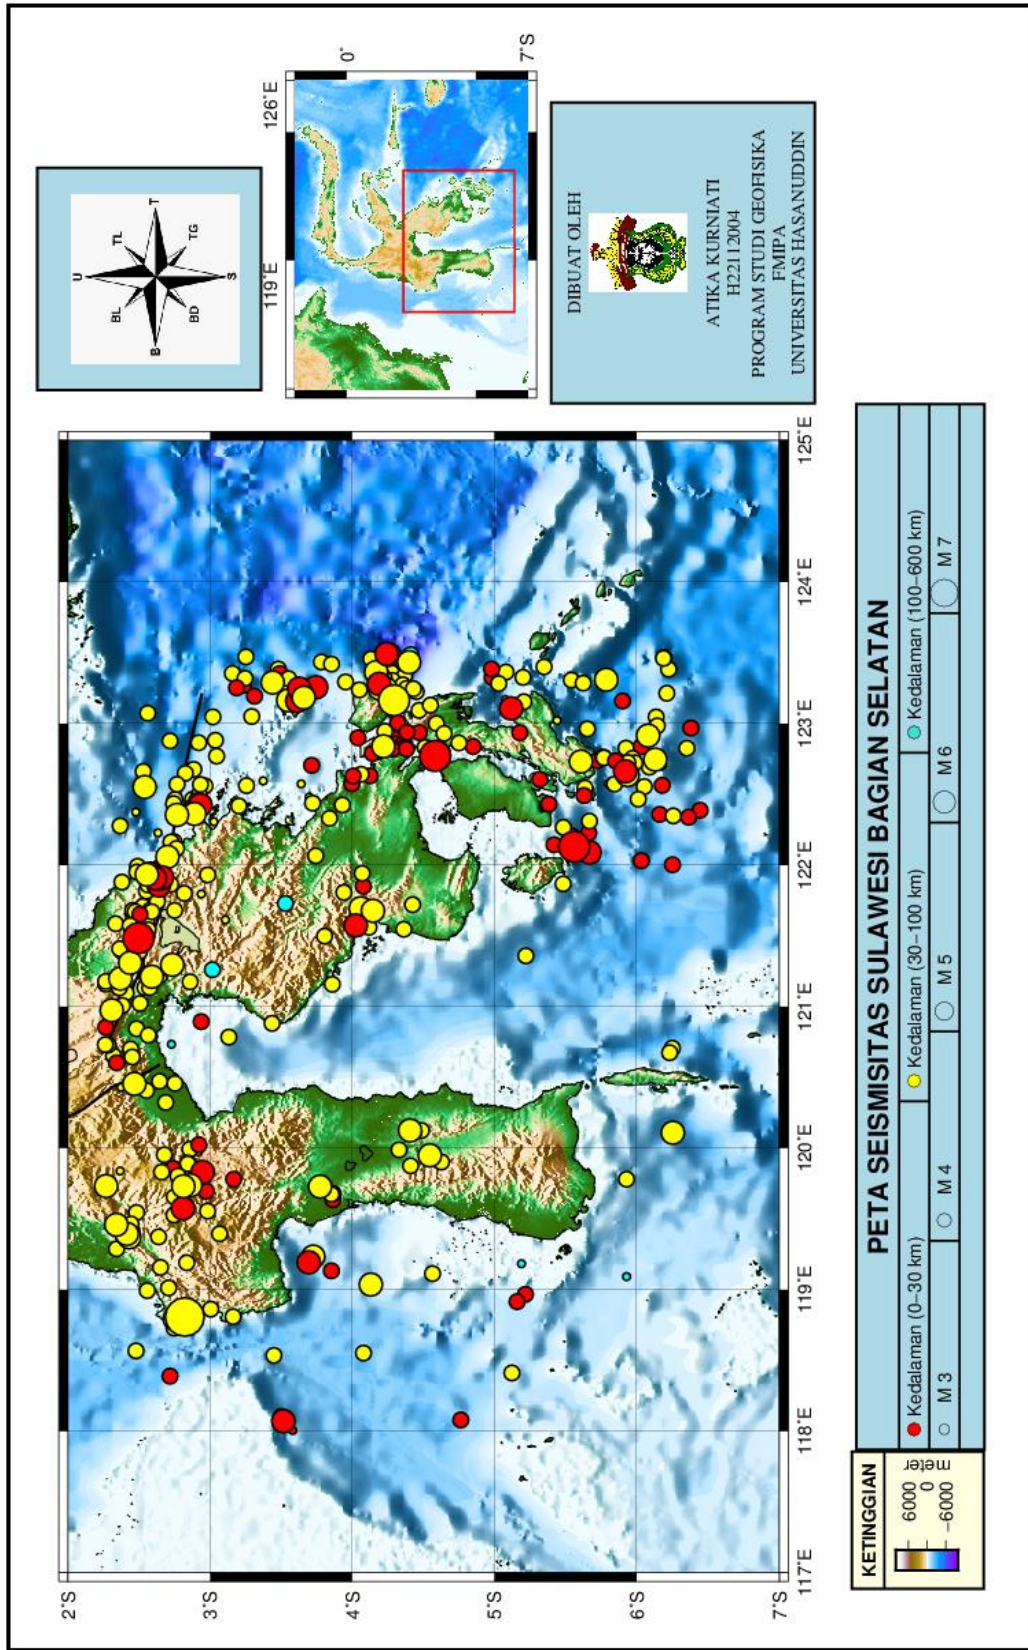 2°S
3°S
4°S
5°S
6°S
7°S
117°E
118°E
119°E
120°E
121°E
122°E
123°E
124°E
125°E
U
TL
T
TG
S
BD
B
BL
119°E
126°E
0°
7°S
DIBUAT OLEH
ATIKA KURNIATI
H22112004
PROGRAM STUDI GEOFISIKA
FMIPA
UNIVERSITAS HASANUDDIN
KETINGGIAN
6000
0
−6000
meter
PETA SEISMISITAS SULAWESI BAGIAN SELATAN
Kedalaman (0−30 km)
Kedalaman (30−100 km)
Kedalaman (100−600 km)
M 3
M 4
M 5
M 6
M 7